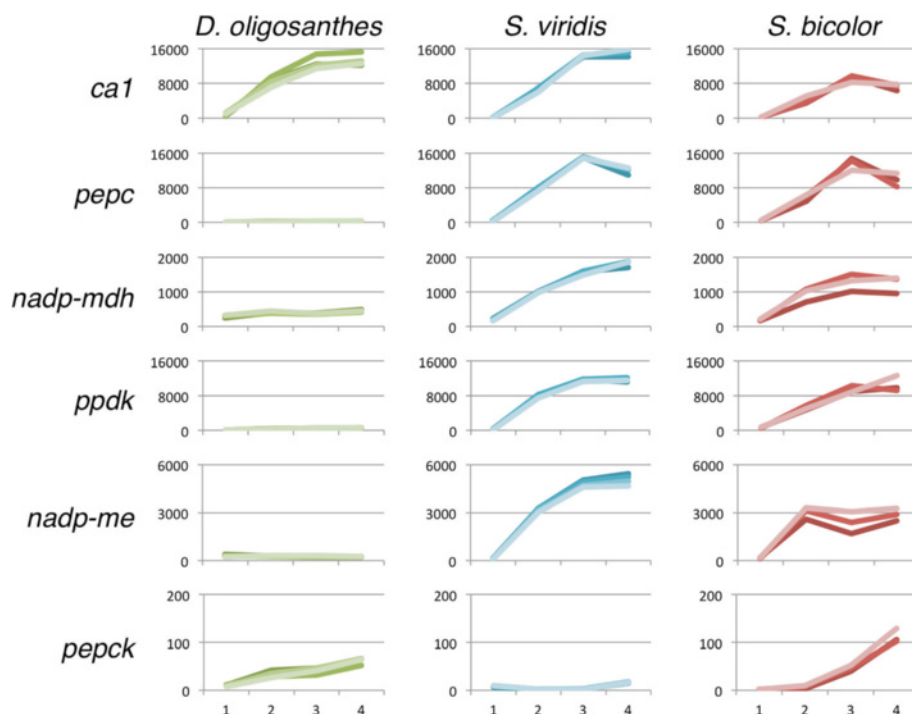 D. oligosanthes S. viridis S. bicolor
ca1
16000 16000 16000
8000 8000 8000
0 0 0
pepc
16000 16000 16000
8000 8000 8000
0 0 0
nadp-mdh
2000 2000 2000
1000 1000 1000
0 0 0
ppdk
16000 16000 16000
8000 8000 8000
0 0 0
nadp-me
6000 6000 6000
3000 3000 3000
0 0 0
pepck
200 200 200
100 100 100
0 0 0
1 2 3 4 1 2 3 4 1 2 3 4